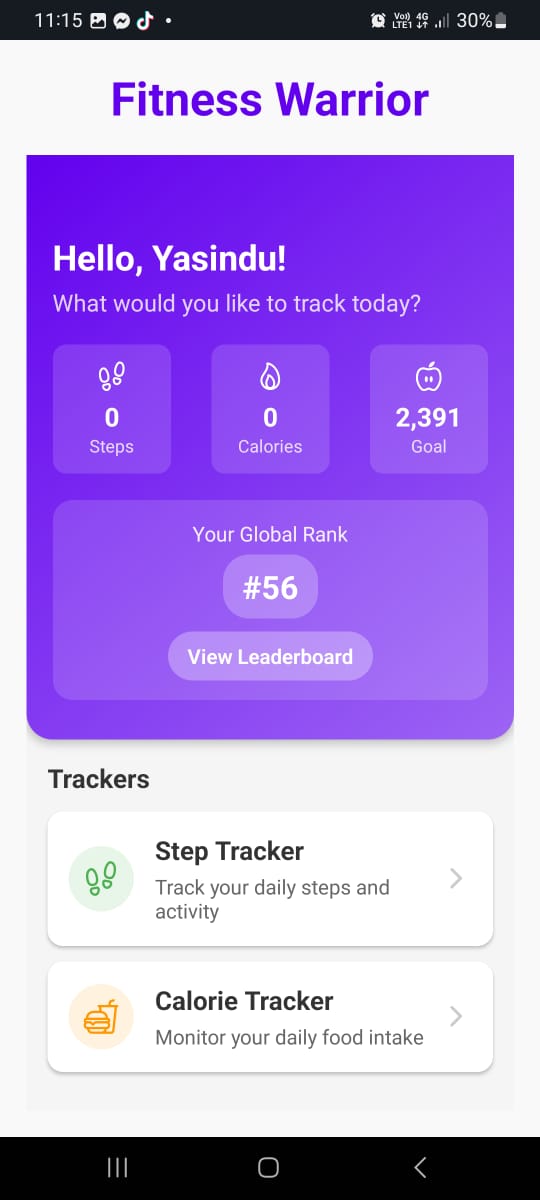 11:15
Vo)) 4G
LTE1
30%
Fitness Warrior
Hello, Yasindu!
What would you like to track today?
0 0 2,391
Steps Calories Goal
Your Global Rank
#56
View Leaderboard
Trackers
Step Tracker
Track your daily steps and
activity
Calorie Tracker
Monitor your daily food intake